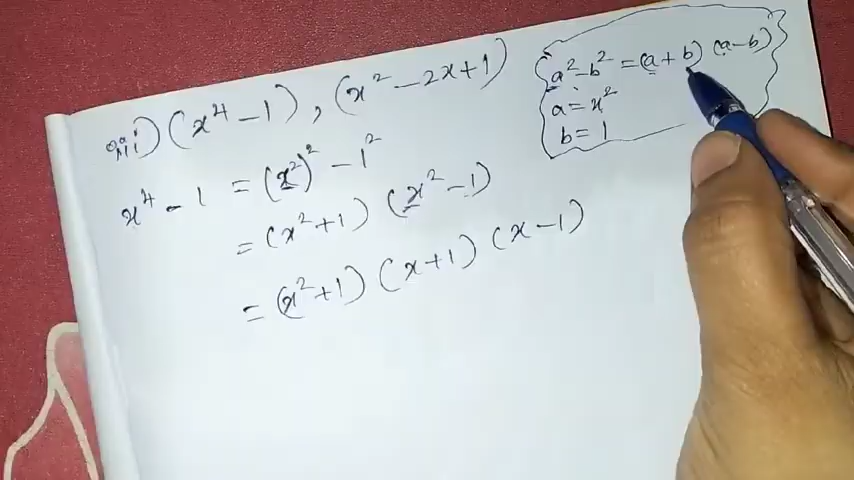 iii) (x⁴ - 1), (x² - 2x + 1)
x⁴ - 1 = (x²)² - 1²
= (x² + 1) (x² - 1)
= (x² + 1) (x + 1) (x - 1)
a² - b² = (a + b) (a - b)
a = x²
b = 1